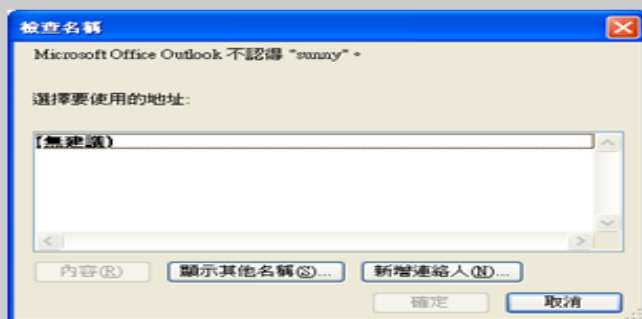 檢查名稱
Microsoft Office Outlook 不認得 "sunny"。
選擇要使用的地址:
(無建議)
內容(R)
顯示其他名稱(S)...
新增連絡人(N)...
確定
取消